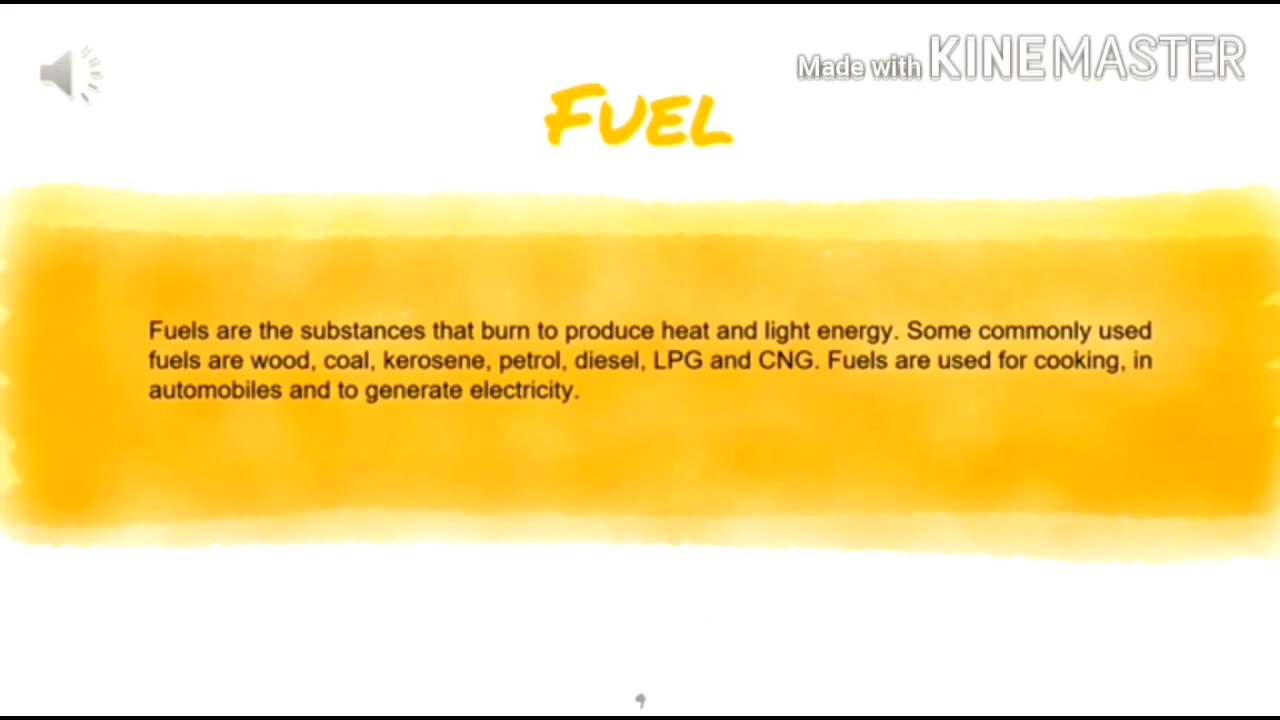 Made with KINEMASTER
FUEL
Fuels are the substances that burn to produce heat and light energy. Some commonly used
fuels are wood, coal, kerosene, petrol, diesel, LPG and CNG. Fuels are used for cooking, in
automobiles and to generate electricity.
9